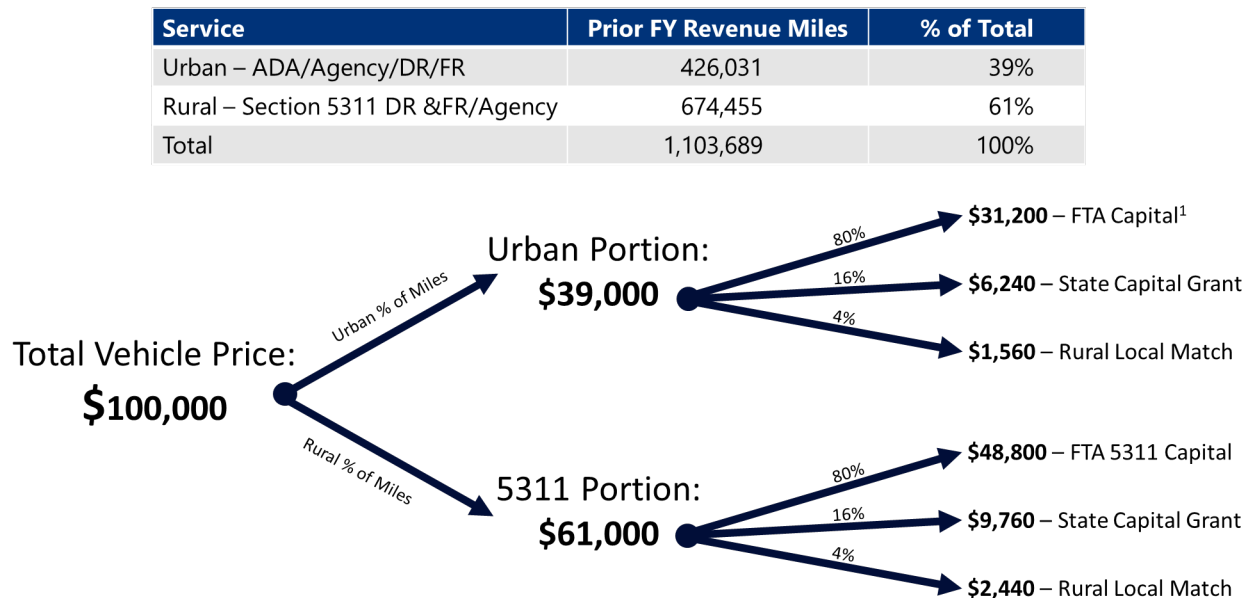 Service Prior FY Revenue Miles % of Total
Urban – ADA/Agency/DR/FR 426,031 39%
Rural – Section 5311 DR &FR/Agency 674,455 61%
Total 1,103,689 100%
$31,200 – FTA Capital1
80%
Urban Portion:
16%
$6,240 – State Capital Grant
$39,000
Urban % of Miles
4%
$1,560 – Rural Local Match
Total Vehicle Price:
$100,000
Rural % of Miles
$48,800 – FTA 5311 Capital
80%
5311 Portion:
16%
$9,760 – State Capital Grant
$61,000
4%
$2,440 – Rural Local Match